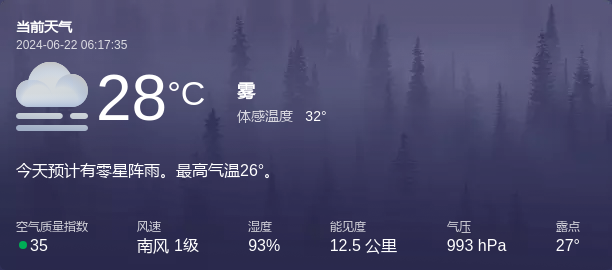 当前天气
2024-06-22 06:17:35
28°C
雾
体感温度 32°
今天预计有零星阵雨。最高气温26°。
空气质量指数 风速 湿度 能见度 气压 露点
35 南风 1级 93% 12.5 公里 993 hPa 27°